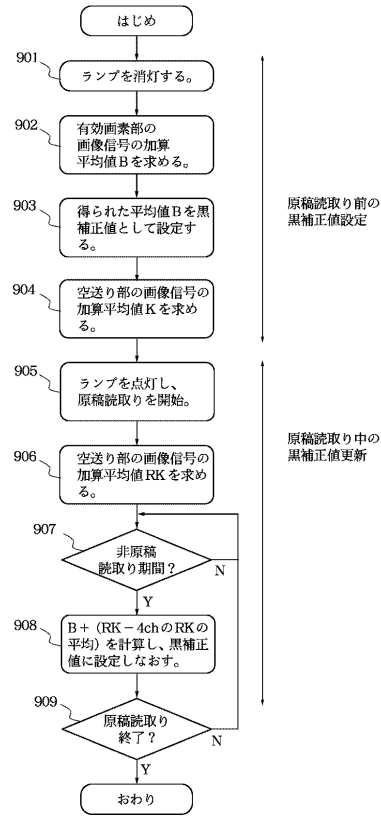 はじめ
901
ランプを消灯する。
902
有効画素部の
画像信号の加算
平均値Bを求める。
903
得られた平均値Bを黒
補正値として設定す
る。
原稿読取り前の
黒補正値設定
904
空送り部の画像信号の
加算平均値Kを求め
る。
905
ランプを点灯し、
原稿読取りを開始。
906
空送り部の画像信号の
加算平均値RKを求め
る。
原稿読取り中の
黒補正値更新
907
非原稿
読取り期間？
N
Y
908
B＋（RK－4chのRKの
平均）を計算し、黒補正
値に設定しなおす。
909
原稿読取り
終了？
N
Y
おわり